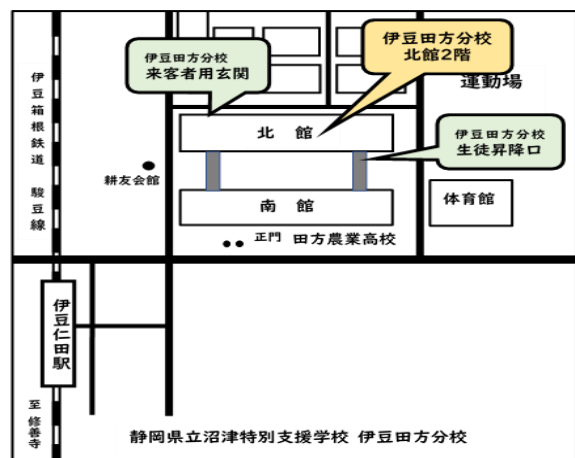 伊豆田方分校
来客者用玄関
伊豆田方分校
北館2階
運動場
伊豆箱根鉄道 駿豆線
北 館
伊豆田方分校
生徒昇降口
耕友会館
南 館
体育館
正門 田方農業高校
伊豆仁田駅
至 修善寺
静岡県立沼津特別支援学校 伊豆田方分校